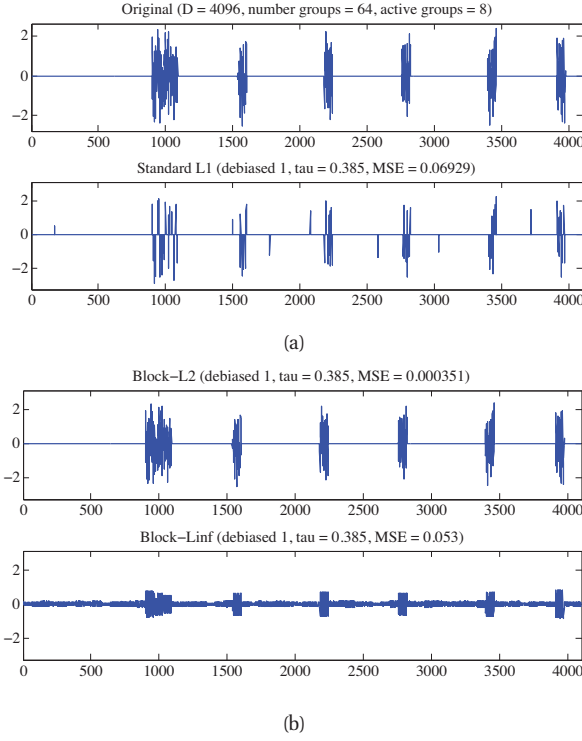 Original (D = 4096, number groups = 64, active groups = 8)
2
0
−2
0 500 1000 1500 2000 2500 3000 3500 4000
Standard L1 (debiased 1, tau = 0.385, MSE = 0.06929)
2
0
−2
0 500 1000 1500 2000 2500 3000 3500 4000
(a)
Block−L2 (debiased 1, tau = 0.385, MSE = 0.000351)
2
0
−2
0 500 1000 1500 2000 2500 3000 3500 4000
Block−Linf (debiased 1, tau = 0.385, MSE = 0.053)
2
0
−2
0 500 1000 1500 2000 2500 3000 3500 4000
(b)